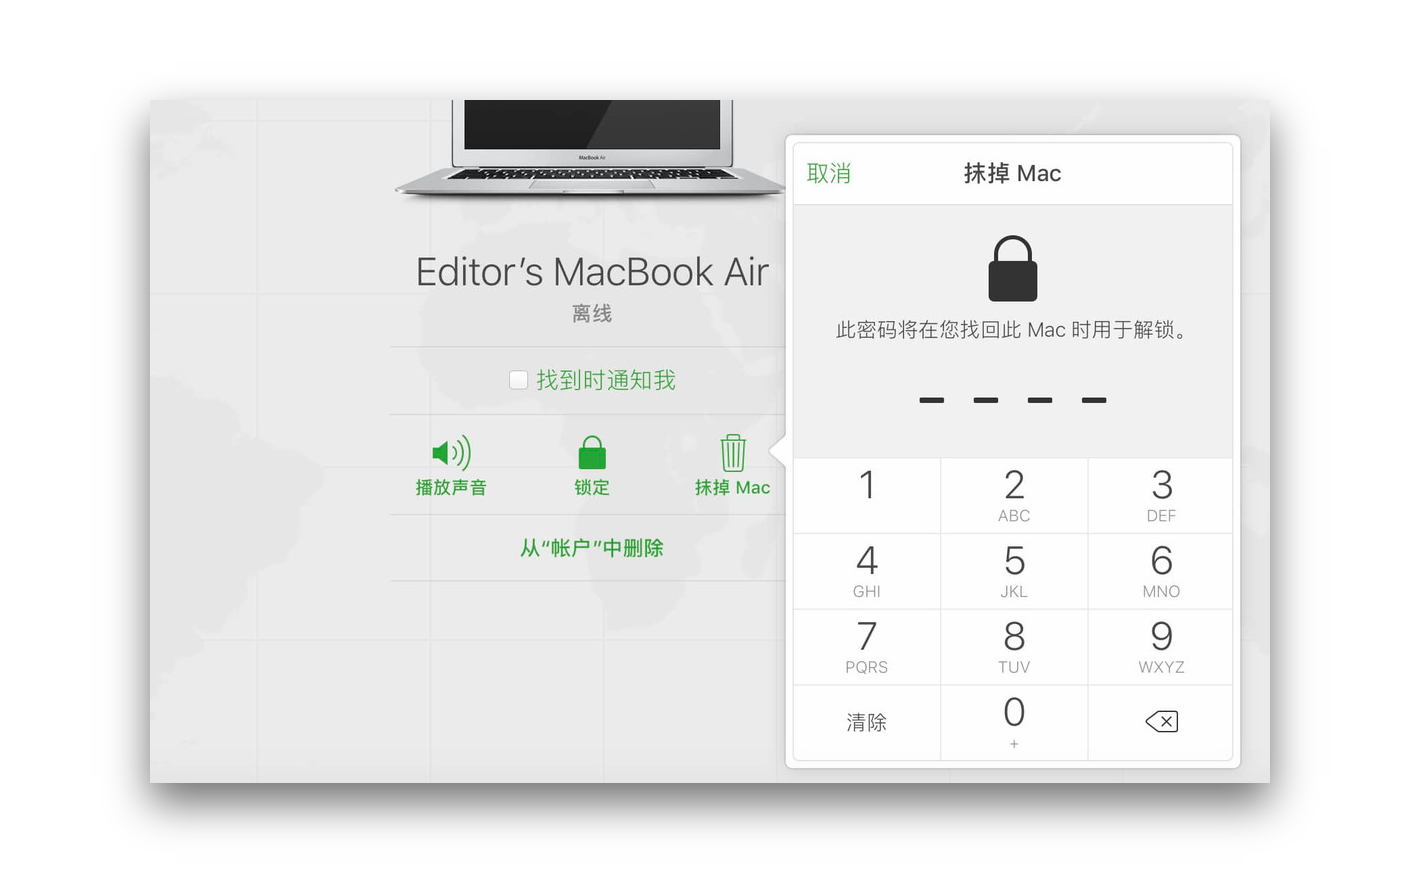 MacBook Air
Editor’s MacBook Air
离线
找到时通知我
播放声音
锁定
抹掉 Mac
从“帐户”中删除
取消
抹掉 Mac
此密码将在您找回此 Mac 时用于解锁。
1
2
ABC
3
DEF
4
GHI
5
JKL
6
MNO
7
PQRS
8
TUV
9
WXYZ
清除
0
+